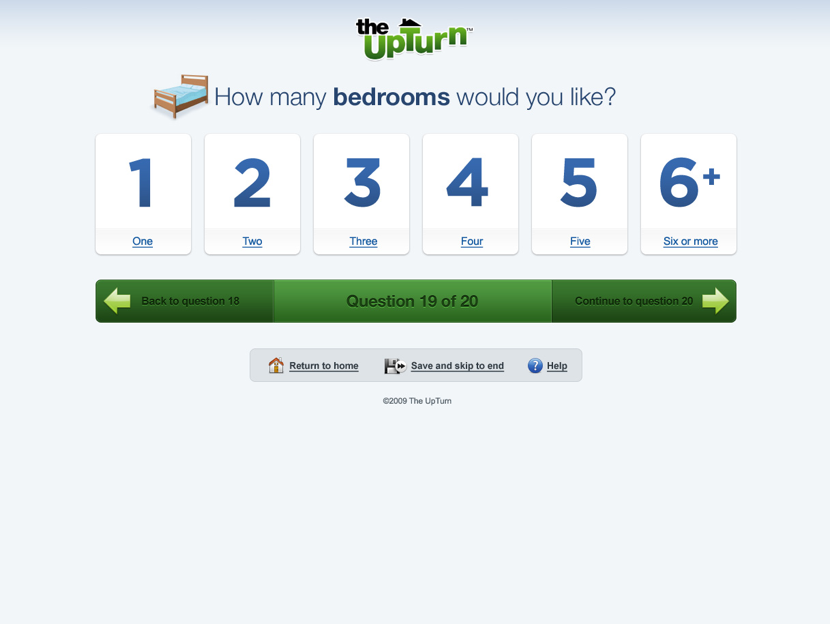 the
UpTurn™
How many bedrooms would you like?
1 2 3 4 5 6+
One Two Three Four Five Six or more
Back to question 18 Question 19 of 20 Continue to question 20
Return to home Save and skip to end ? Help
©2009 The UpTurn